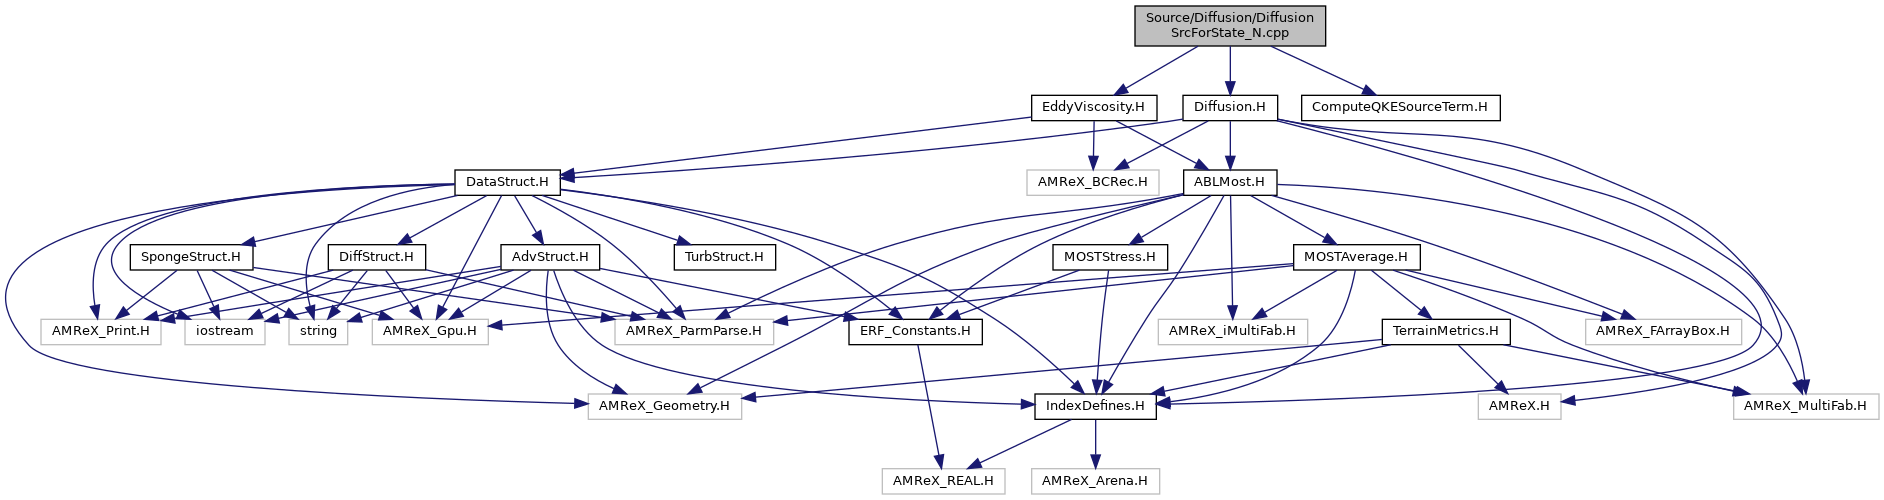 Source/Diffusion/Diffusion
SrcForState_N.cpp
EddyViscosity.H
Diffusion.H
ComputeQKESourceTerm.H
DataStruct.H
AMReX_BCRec.H
ABLMost.H
SpongeStruct.H
DiffStruct.H
AdvStruct.H
TurbStruct.H
MOSTStress.H
MOSTAverage.H
AMReX_Print.H
iostream
string
AMReX_Gpu.H
AMReX_ParmParse.H
ERF_Constants.H
AMReX_iMultiFab.H
TerrainMetrics.H
AMReX_FArrayBox.H
AMReX_Geometry.H
IndexDefines.H
AMReX.H
AMReX_MultiFab.H
AMReX_REAL.H
AMReX_Arena.H